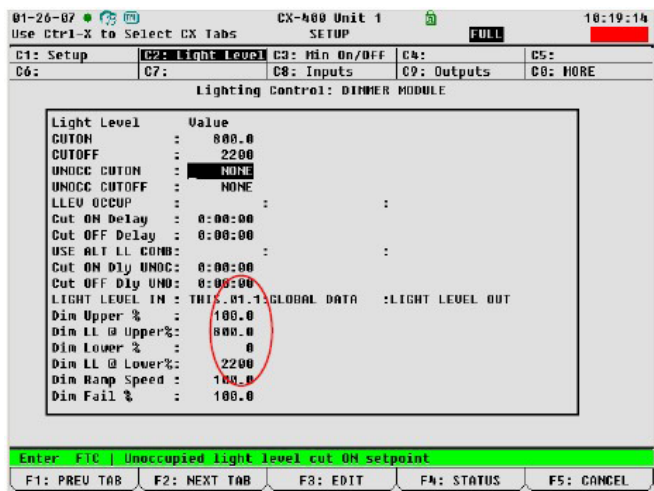 01-26-07 CX-400 Unit 1 10:19:14
Use Ctrl-X to Select CX Tabs SETUP FULL
C1: Setup C2: Light Level C3: Min On/Off C4: C5:
C6: C7: C8: Inputs C9: Outputs C0: MORE
Lighting Control: DIMMER MODULE
Light Level Value
CUTON : 800.0
CUTOFF : 2200
UNOCC CUTON : NONE
UNOCC CUTOFF : NONE
LLEV OCCUP : : :
Cut ON Delay : 0:00:00
Cut OFF Delay : 0:00:00
USE ALT LL COMB: : :
Cut ON Dly UNOC: 0:00:00
Cut OFF Dly UNO: 0:00:00
LIGHT LEVEL IN : THIS.01.1:GLOBAL DATA :LIGHT LEVEL OUT
Dim Upper % : 100.0
Dim LL @ Upper%: 800.0
Dim Lower % : 0
Dim LL @ Lower%: 2200
Dim Ramp Speed : 100.0
Dim Fail % : 100.0
Enter FTC | Unoccupied light level cut ON setpoint
F1: PREV TAB F2: NEXT TAB F3: EDIT F4: STATUS F5: CANCEL